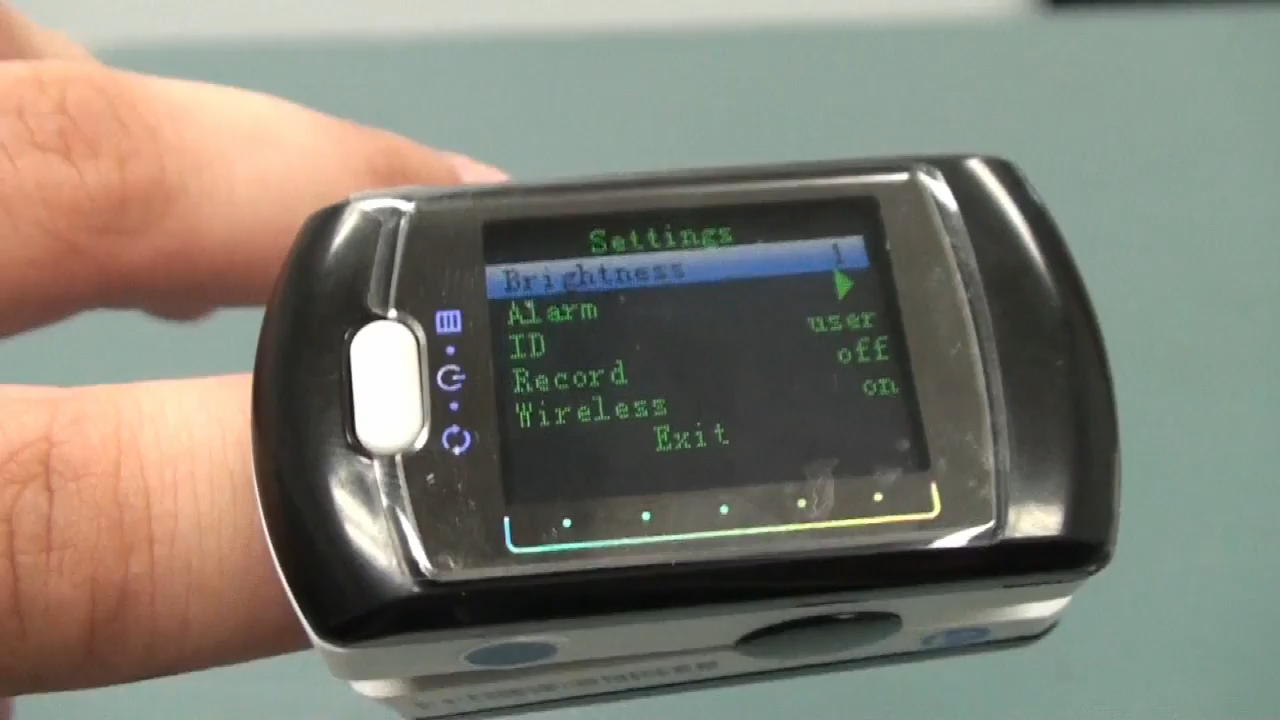 Settings
Brightness 1
Alarm
ID user
Record off
Wireless on
Exit